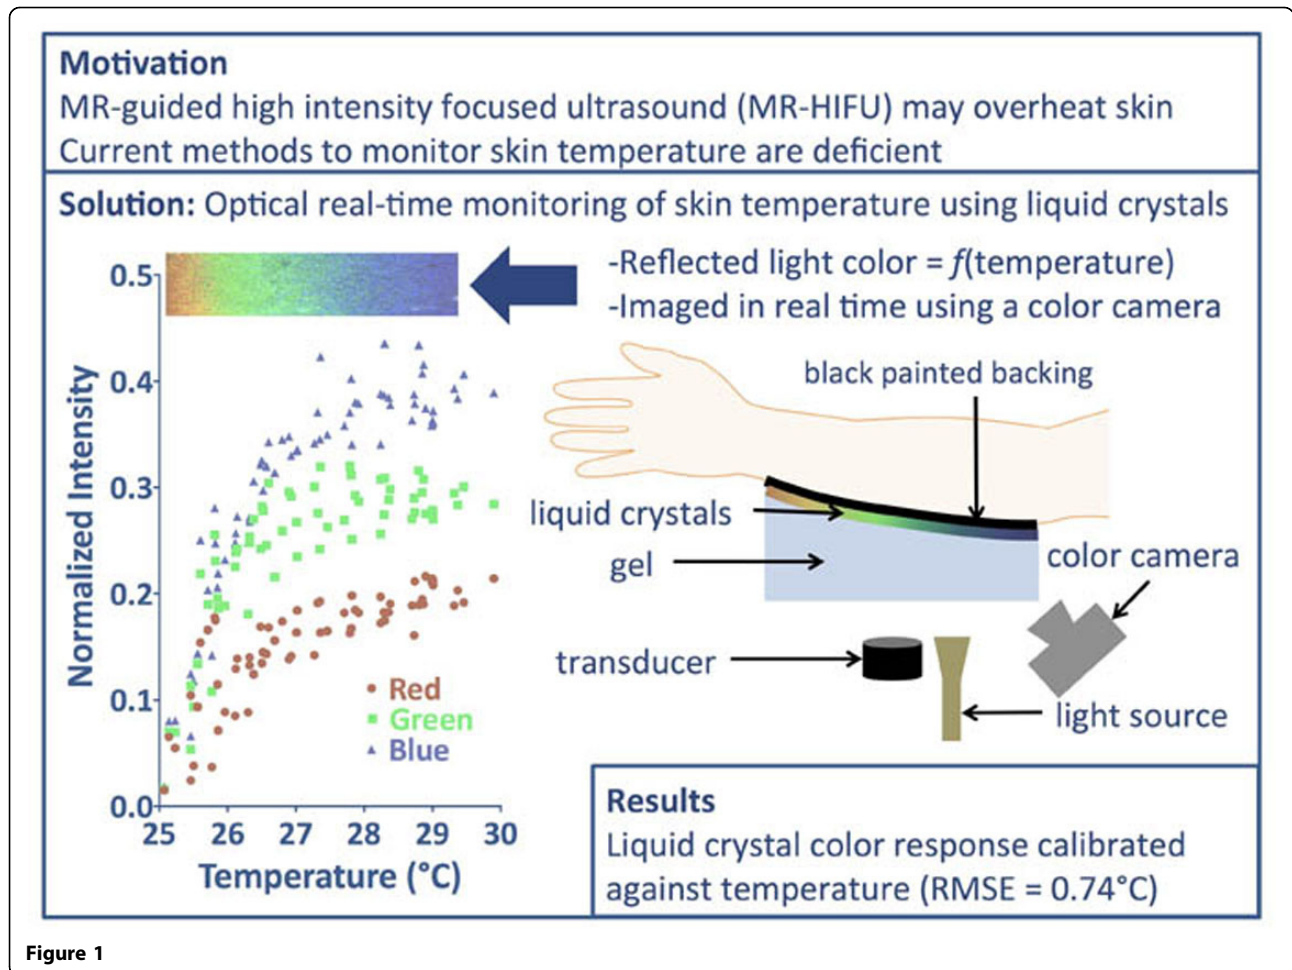 Motivation
MR-guided high intensity focused ultrasound (MR-HIFU) may overheat skin
Current methods to monitor skin temperature are deficient
Solution: Optical real-time monitoring of skin temperature using liquid crystals
-Reflected light color = f(temperature)
-Imaged in real time using a color camera
0.5
0.4
0.3
0.2
0.1
0.0
Normalized Intensity
25 26 27 28 29 30
Temperature (°C)
Red
Green
Blue
black painted backing
liquid crystals
gel
color camera
transducer
light source
Results
Liquid crystal color response calibrated
against temperature (RMSE = 0.74°C)
Figure 1